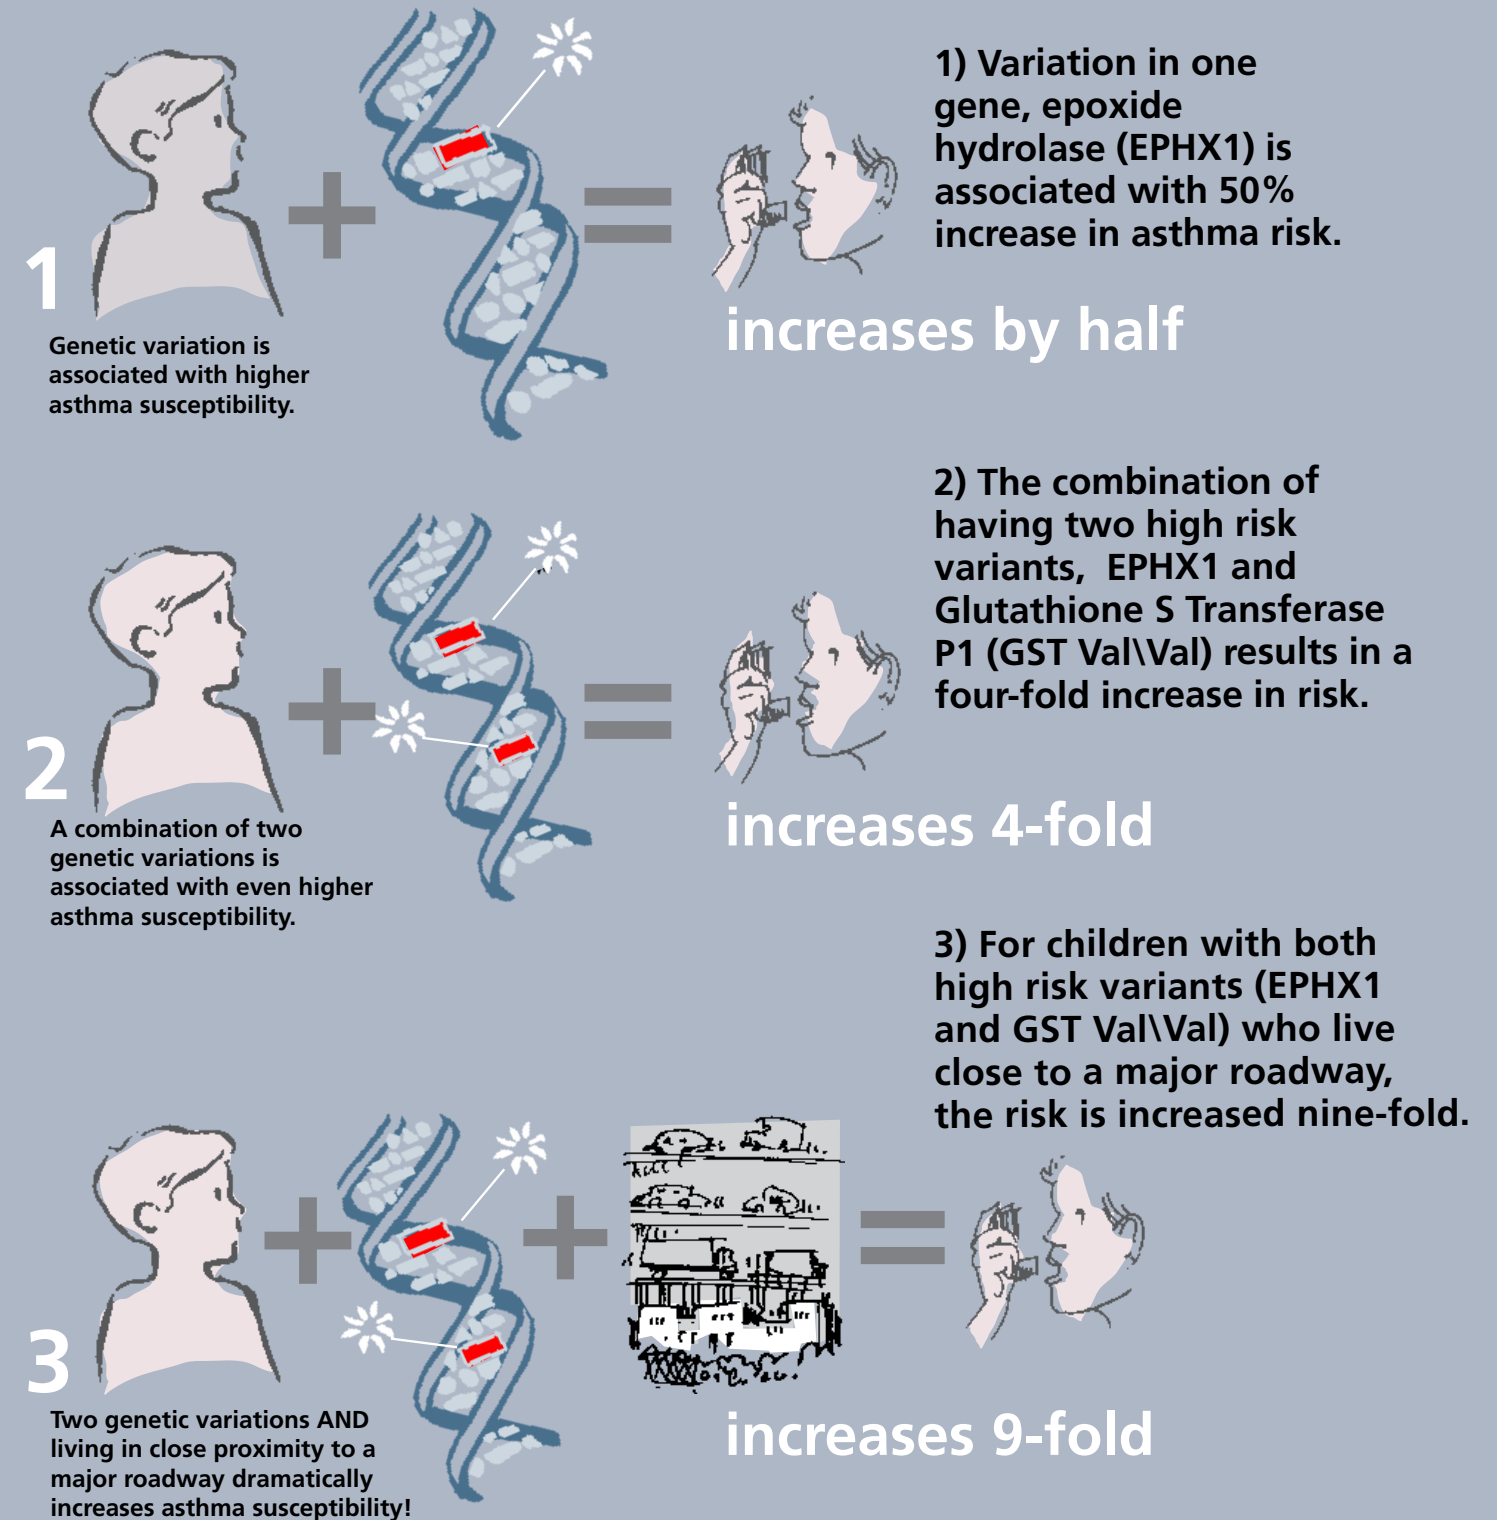 1) Variation in one
gene, epoxide
hydrolase (EPHX1) is
associated with 50%
increase in asthma risk.
1
increases by half
Genetic variation is
associated with higher
asthma susceptibility.
2) The combination of
having two high risk
variants,  EPHX1 and
Glutathione S Transferase
P1 (GST Val\Val) results in a
four-fold increase in risk.
2
increases 4-fold
A combination of two
genetic variations is
associated with even higher
asthma susceptibility.
3) For children with both
high risk variants (EPHX1
and GST Val\Val) who live
close to a major roadway,
the risk is increased nine-fold.
3
increases 9-fold
Two genetic variations AND
living in close proximity to a
major roadway dramatically
increases asthma susceptibility!